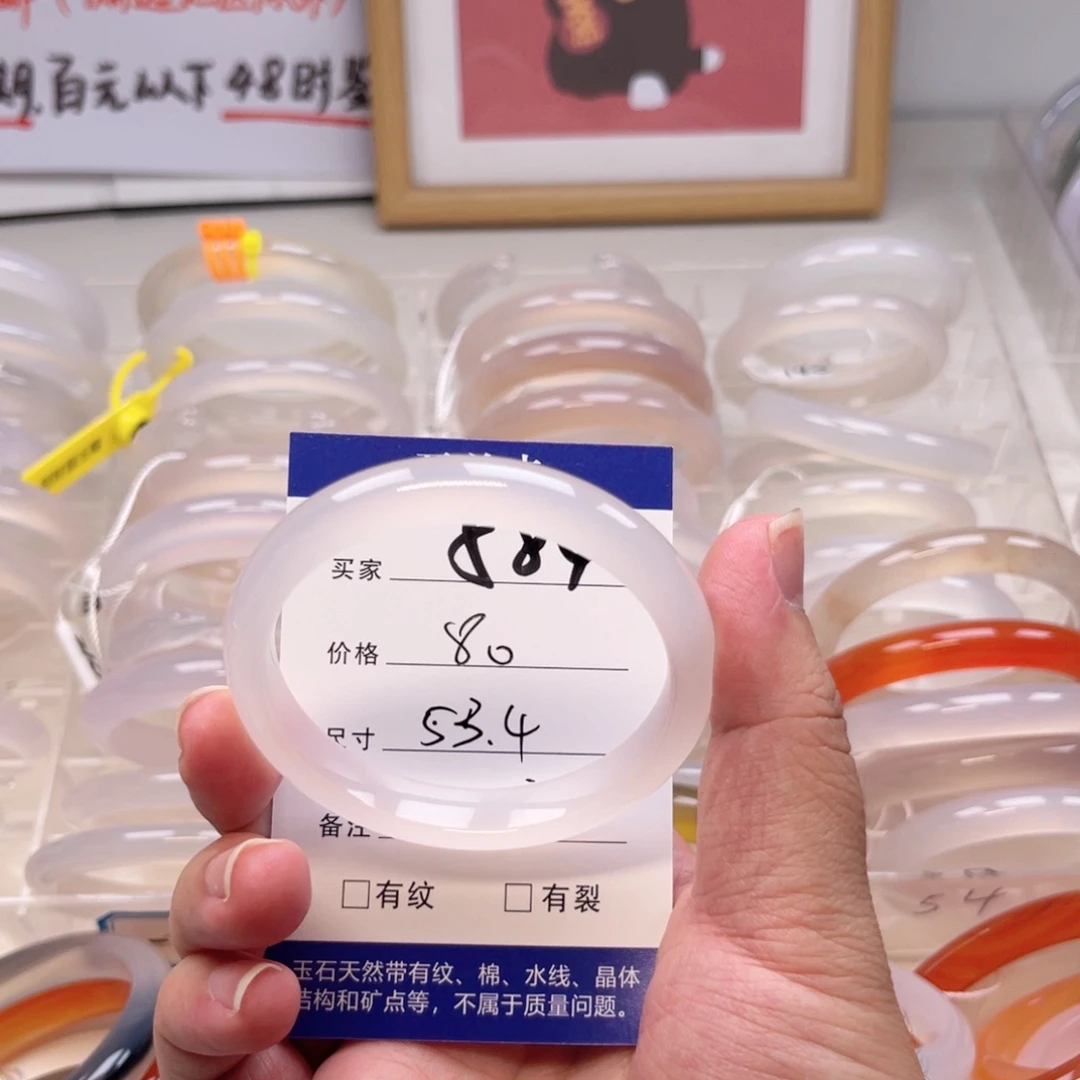 百元以下48时
买家 887
价格 80
尺寸 53.4
备注
有纹 有裂
玉石天然带有纹、棉、水线、晶体
结构和矿点等，不属于质量问题。
54